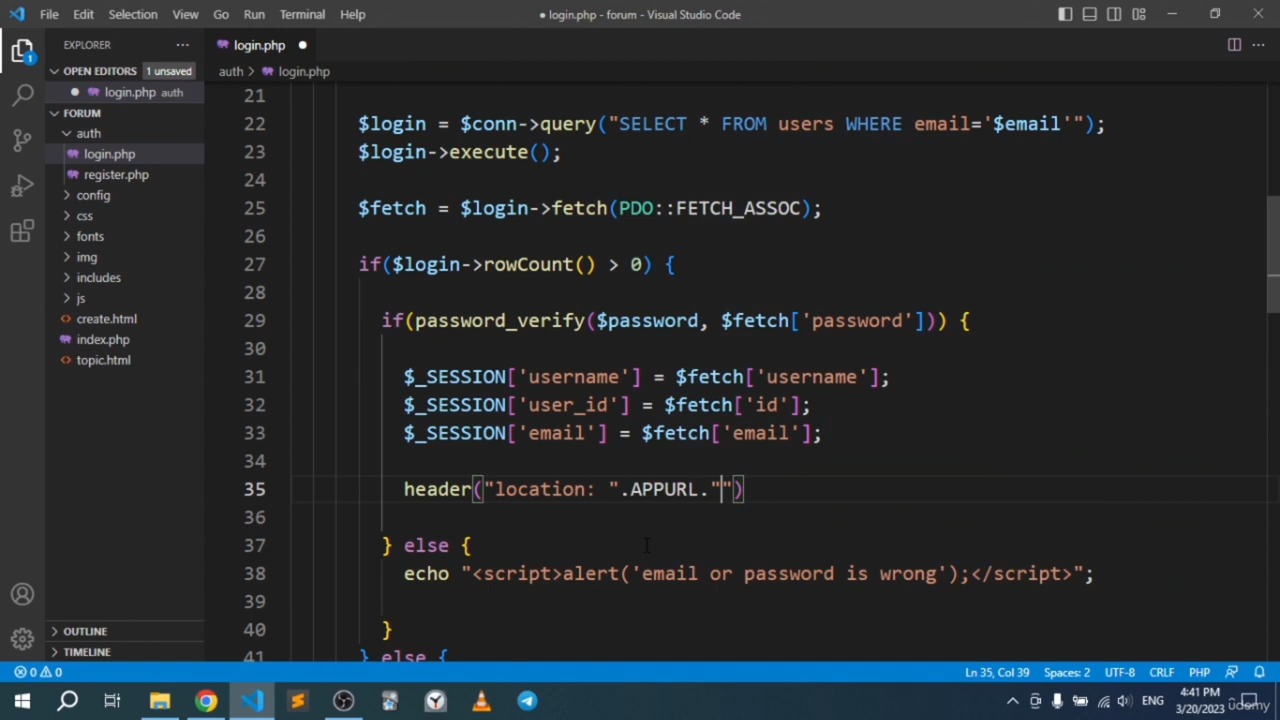 File Edit Selection View Go Run Terminal Help
● login.php - forum - Visual Studio Code
EXPLORER
login.php
OPEN EDITORS 1 unsaved
auth > login.php
login.php auth
FORUM
auth
login.php
register.php
config
css
fonts
img
includes
js
create.html
index.php
topic.html
OUTLINE
TIMELINE
21
22 $login = $conn->query("SELECT * FROM users WHERE email='$email'");
23 $login->execute();
24
25 $fetch = $login->fetch(PDO::FETCH_ASSOC);
26
27 if($login->rowCount() > 0) {
28
29 if(password_verify($password, $fetch['password'])) {
30
31 $_SESSION['username'] = $fetch['username'];
32 $_SESSION['user_id'] = $fetch['id'];
33 $_SESSION['email'] = $fetch['email'];
34
35 header("location: ".APPURL."")
36
37 } else {
38 echo "<script>alert('email or password is wrong');</script>";
39
40 }
41 } else {
0 0 Ln 35, Col 39 Spaces: 2 UTF-8 CRLF PHP
ENG
4:41 PM
3/20/2023
1
udemy